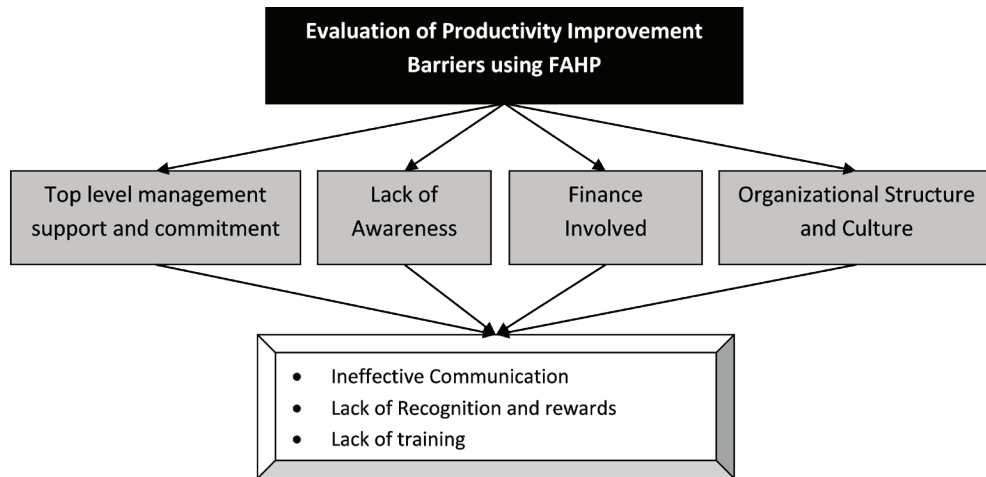 Evaluation of Productivity Improvement
Barriers using FAHP
Top level management
support and commitment
Lack of
Awareness
Finance
Involved
Organizational Structure
and Culture
• Ineffective Communication
• Lack of Recognition and rewards
• Lack of training